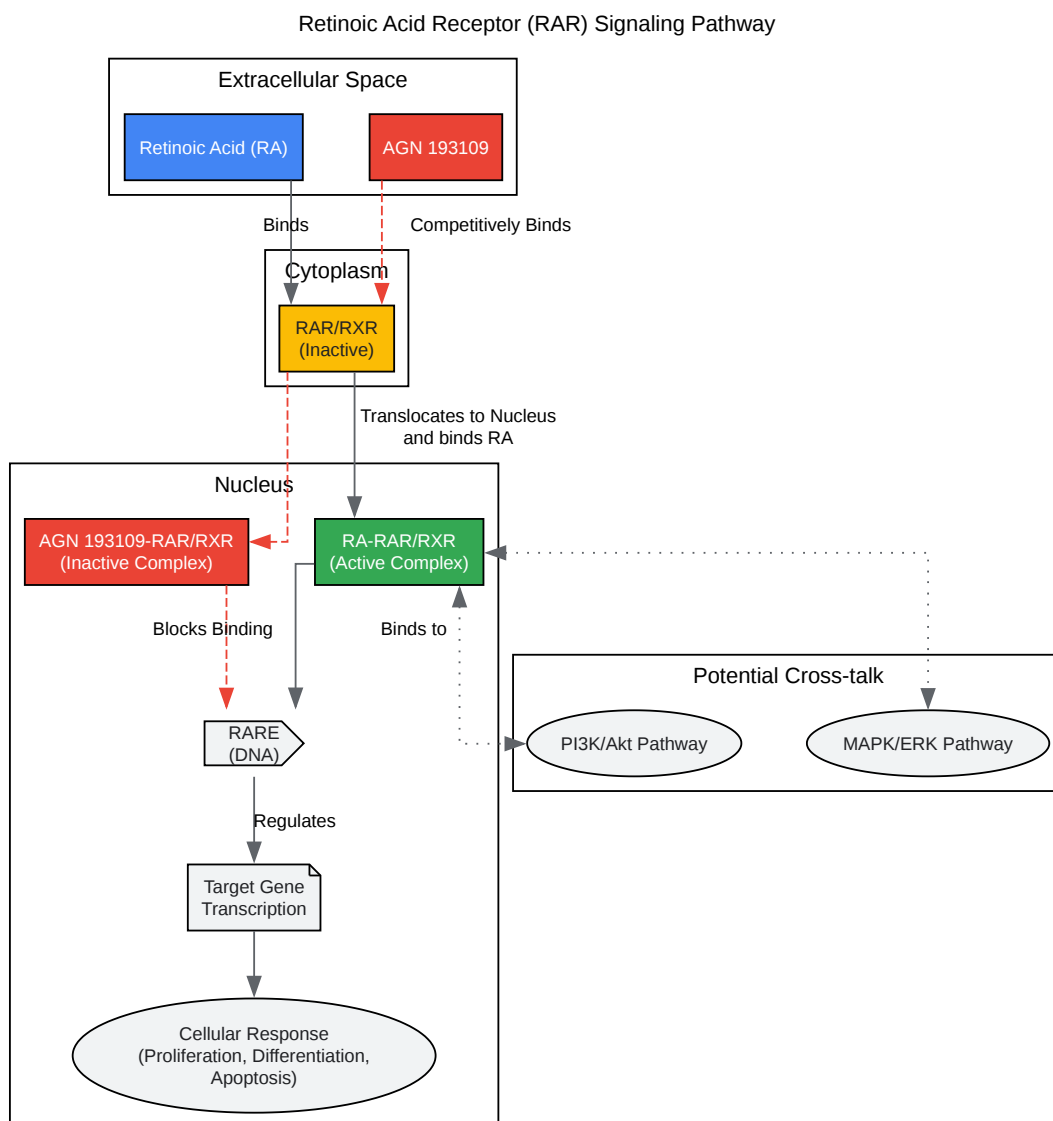 Retinoic Acid Receptor (RAR) Signaling Pathway
Extracellular Space
Retinoic Acid (RA)
AGN 193109
Binds
Competitively Binds
Cytoplasm
RAR/RXR
(Inactive)
Translocates to Nucleus
and binds RA
Nucleus
AGN 193109-RAR/RXR
(Inactive Complex)
RA-RAR/RXR
(Active Complex)
Blocks Binding
Binds to
Potential Cross-talk
PI3K/Akt Pathway
MAPK/ERK Pathway
RARE
(DNA)
Regulates
Target Gene
Transcription
Cellular Response
(Proliferation, Differentiation,
Apoptosis)